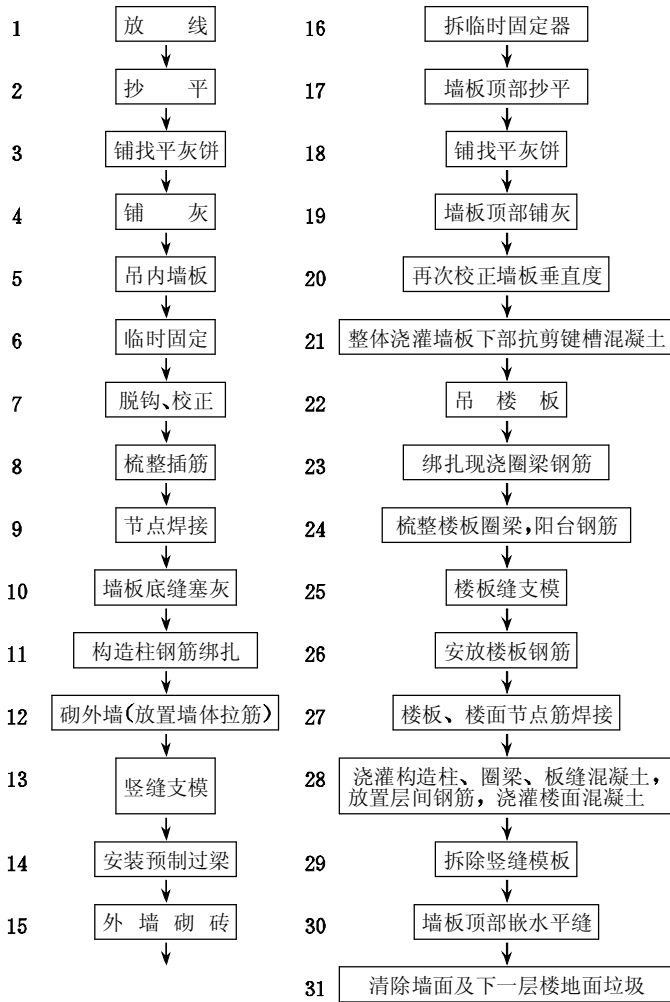 1 放 线
2 抄 平
3 铺找平灰饼
4 铺 灰
5 吊内墙板
6 临时固定
7 脱钩、校正
8 梳整插筋
9 节点焊接
10 墙板底缝塞灰
11 构造柱钢筋绑扎
12 砌外墙(放置墙体拉筋)
13 竖缝支模
14 安装预制过梁
15 外 墙 砌 砖
16 拆临时固定器
17 墙板顶部抄平
18 铺找平灰饼
19 墙板顶部铺灰
20 再次校正墙板垂直度
21 整体浇灌墙板下部抗剪键槽混凝土
22 吊 楼 板
23 绑扎现浇圈梁钢筋
24 梳整楼板圈梁,阳台钢筋
25 楼板缝支模
26 安放楼板钢筋
27 楼板、楼面节点筋焊接
28 浇灌构造柱、圈梁、板缝混凝土,
放置层间钢筋,浇灌楼面混凝土
29 拆除竖缝模板
30 墙板顶部嵌水平缝
31 清除墙面及下一层楼地面垃圾